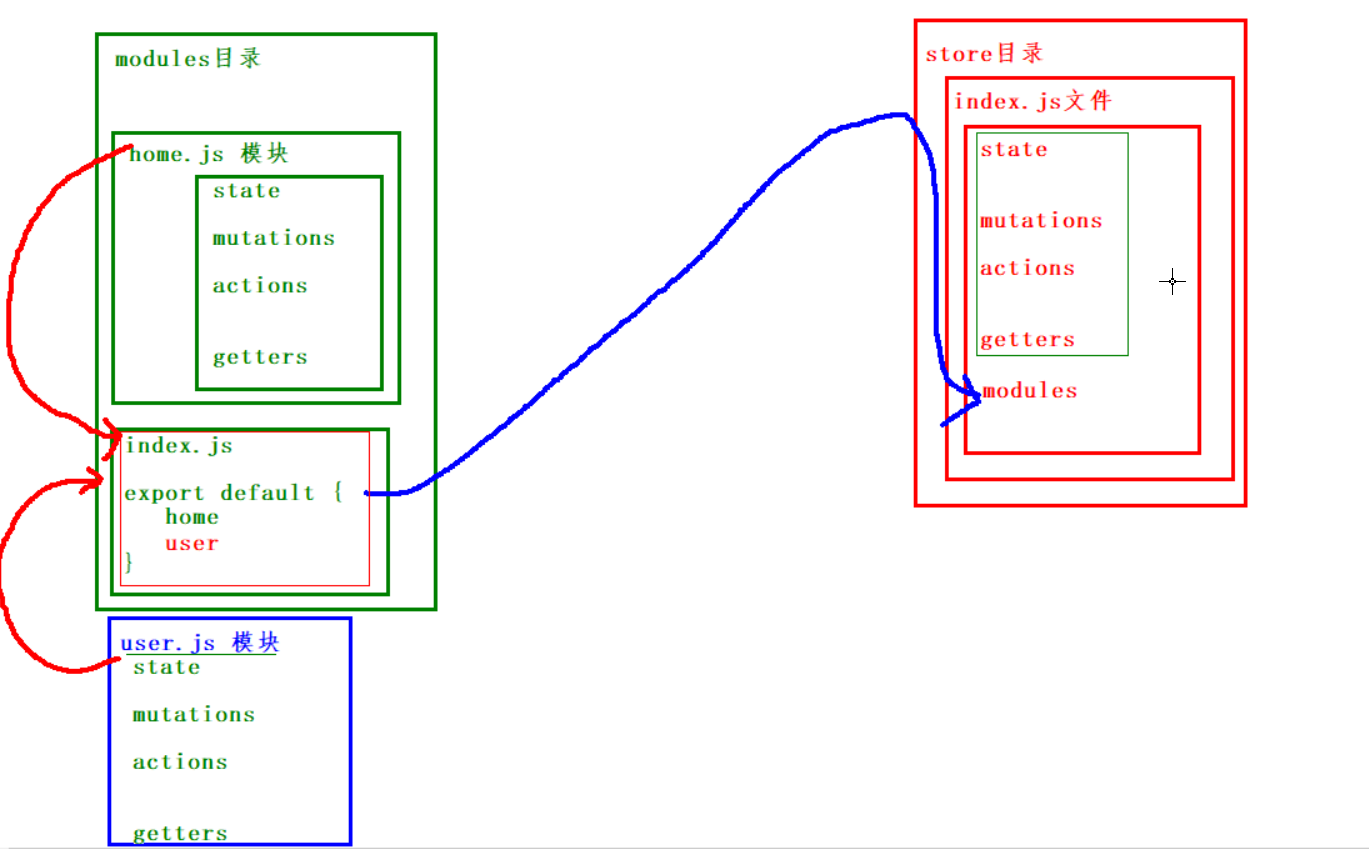 modules目录
home.js 模块
state
mutations
actions
getters
index.js
export default {
home
user
}
user.js 模块
state
mutations
actions
getters
store目录
index.js文件
state
mutations
actions
getters
modules